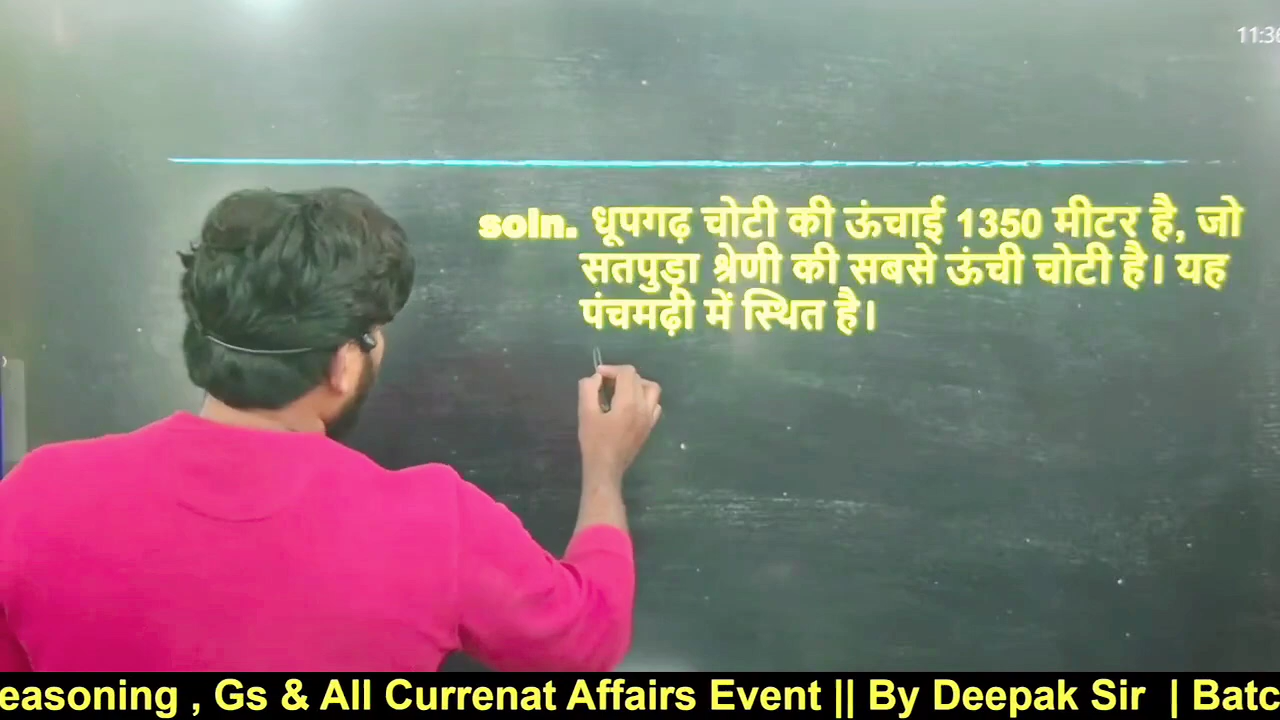 11:36
soln. धूपगढ़ चोटी की ऊंचाई 1350 मीटर है, जो
सतपुड़ा श्रेणी की सबसे ऊंची चोटी है। यह
पंचमढ़ी में स्थित है।
easoning , Gs & All Currenat Affairs Event || By Deepak Sir | Batc